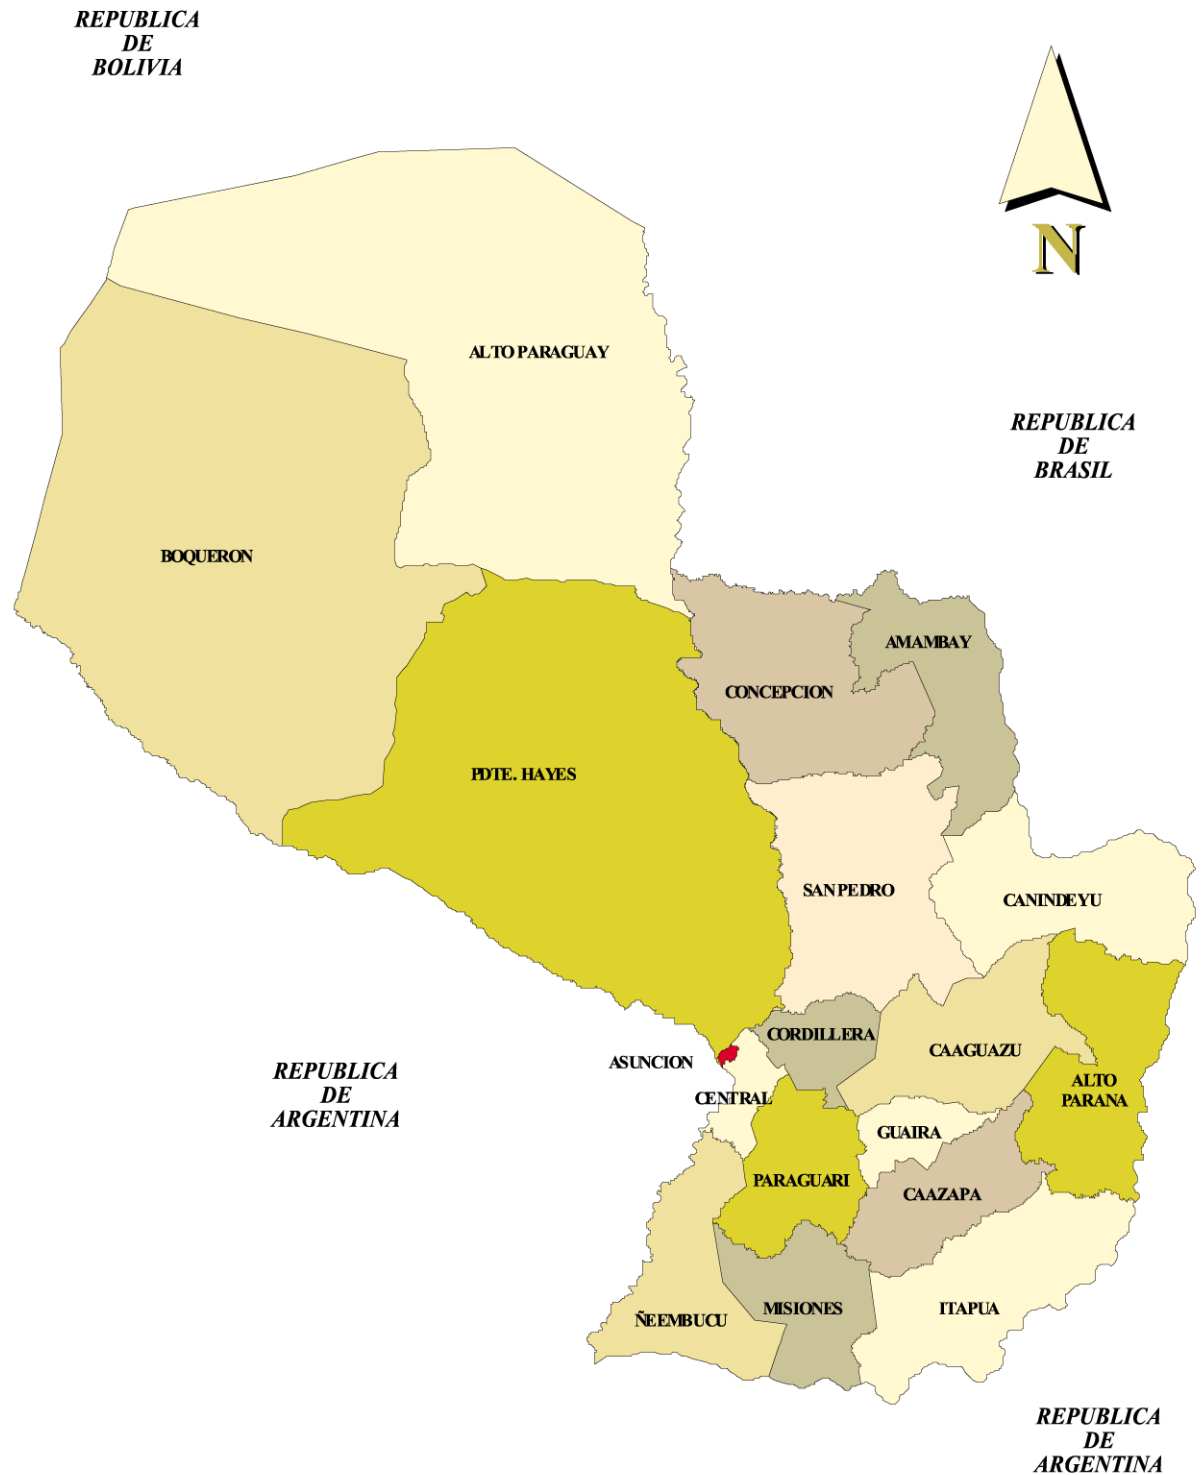 REPUBLICA
DE
BOLIVIA
N
ALTO PARAGUAY
REPUBLICA
DE
BRASIL
BOQUERON
AMAMBAY
CONCEPCION
PDTE. HAYES
SAN PEDRO
CANINDEYU
CORDILLERA
CAAGUAZU
ASUNCION
REPUBLICA
DE
ARGENTINA
ALTO
PARANA
CENTRAL
GUAIRA
PARAGUARI
CAAZAPA
MISIONES
ITAPUA
ÑEEMBUCU
REPUBLICA
DE
ARGENTINA